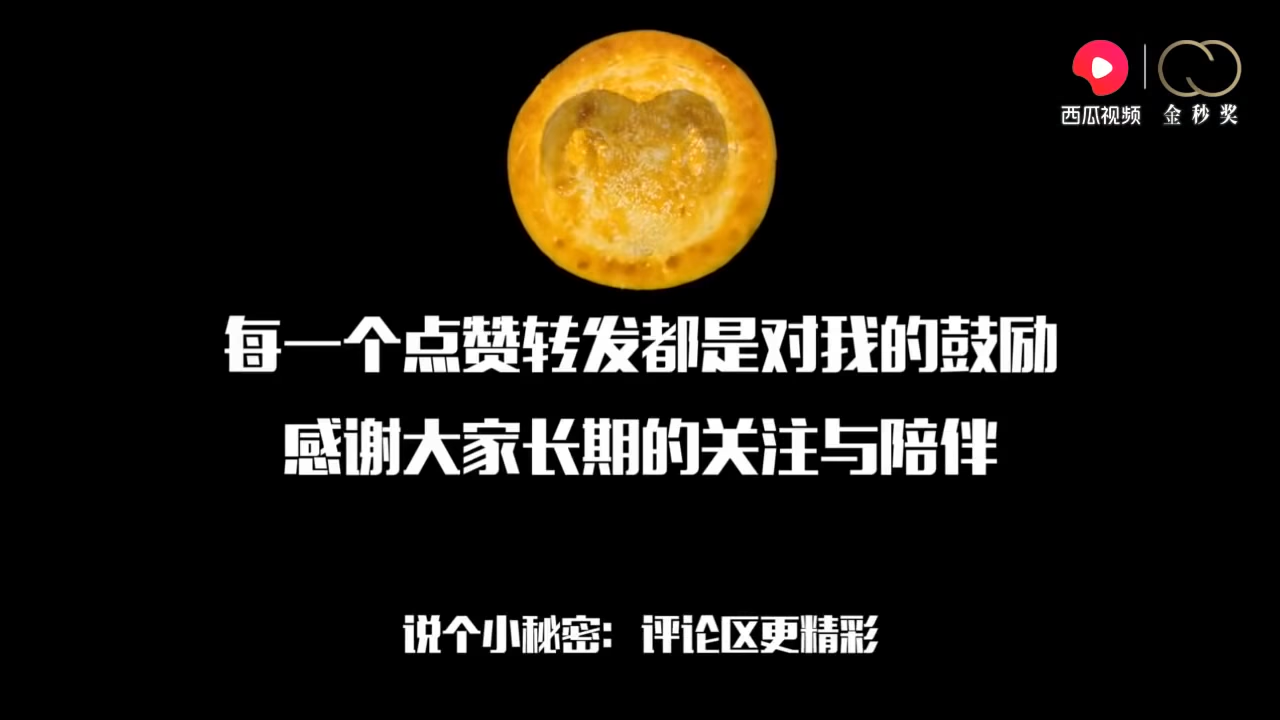 西瓜视频 金秒奖
每一个点赞转发都是对我的鼓励
感谢大家长期的关注与陪伴
说个小秘密：评论区更精彩